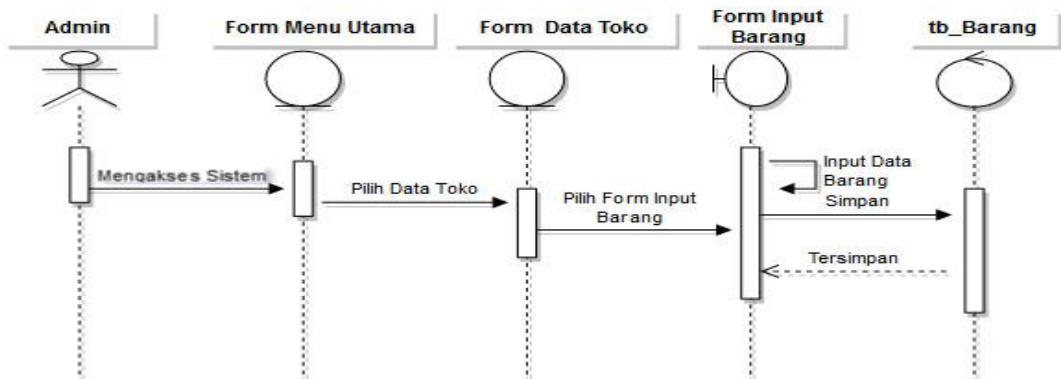 Admin
Form Menu Utama
Form Data Toko
Form Input
Barang
tb_Barang
Mengakses Sistem
Pilih Data Toko
Pilih Form Input
Barang
Input Data
Barang
Simpan
Tersimpan